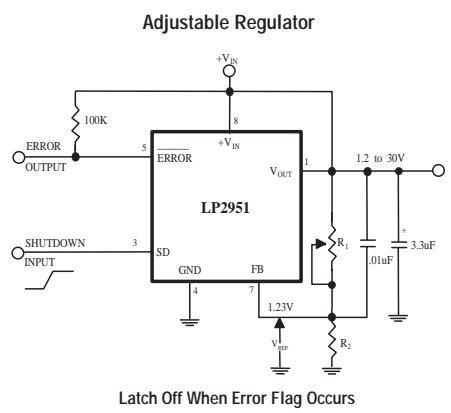 Adjustable Regulator
+VIN
100K
8
ERROR
OUTPUT
5
ERROR
+VIN
VOUT
1
1.2 to 30V
LP2951
SHUTDOWN
INPUT
3
SD
GND
FB
4
7
1.23V
VREF
R1
R2
.01uF
+
3.3uF
Latch Off When Error Flag Occurs